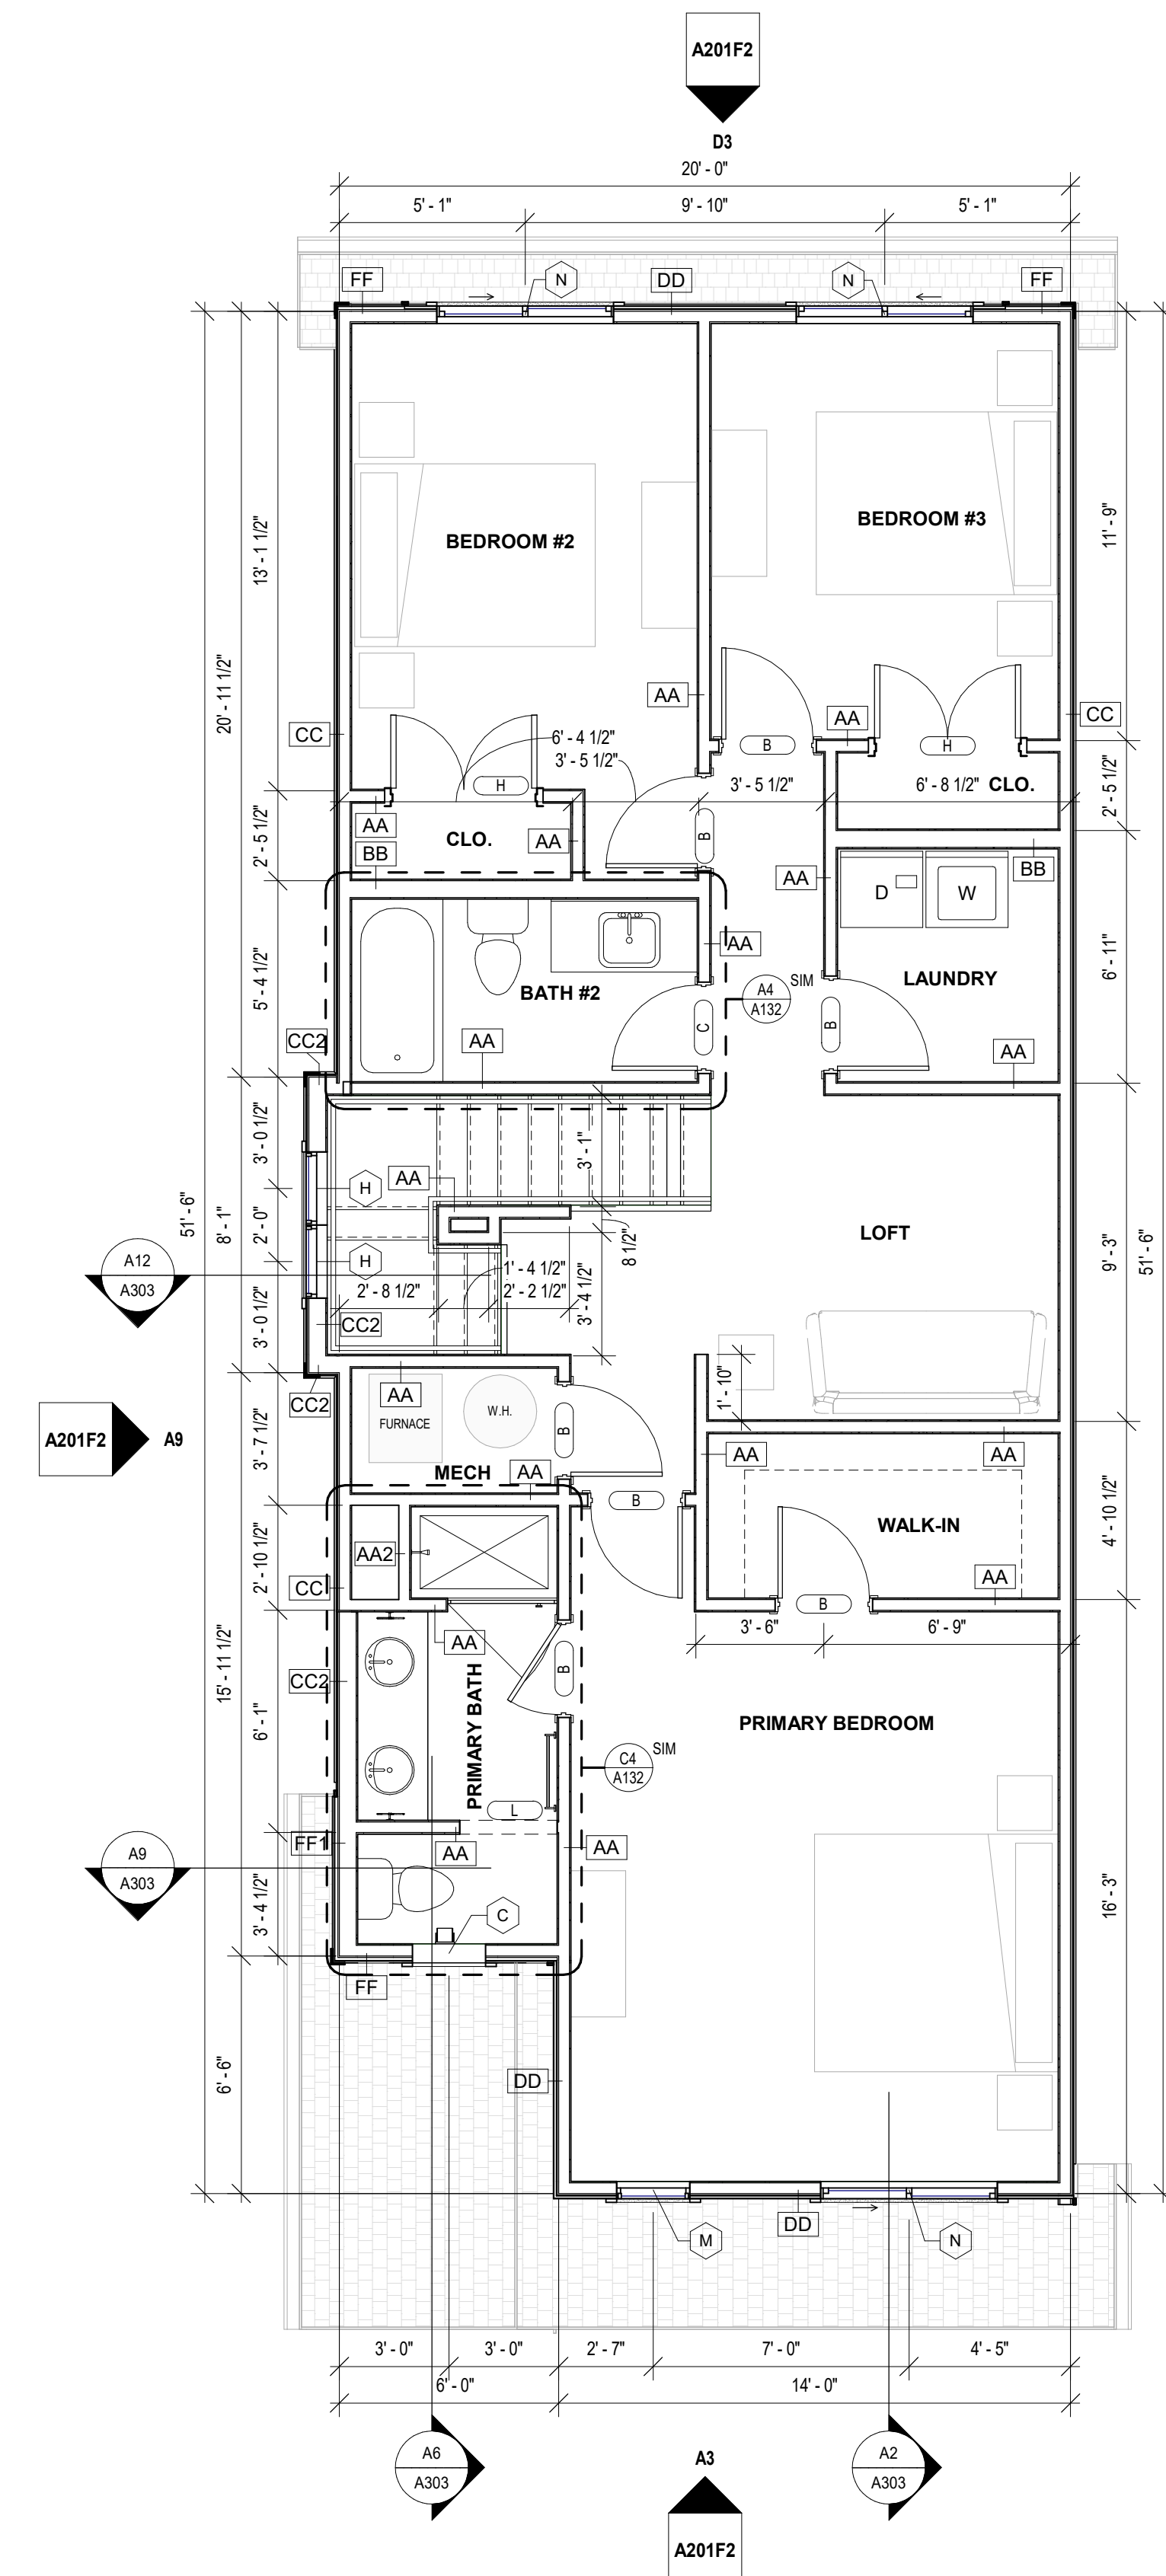 A201F2
D3
20' - 0"
5' - 1"
9' - 10"
5' - 1"
FF
N
DD
N
FF
13' - 1 1/2"
11' - 9"
BEDROOM #3
BEDROOM #2
20' - 11 1/2"
AA
CC
AA
CC
6' - 4 1/2"
3' - 5 1/2"
B
H
H
3' - 5 1/2"
6' - 8 1/2"
CLO.
2' - 5 1/2"
AA
B
CLO.
AA
2' - 5 1/2"
BB
BB
AA
D
W
AA
6' - 11"
LAUNDRY
5' - 4 1/2"
BATH #2
A4
A132
SIM
C
B
CC2
AA
AA
3' - 0 1/2"
3' - 1"
AA
H
51' - 6"
8' - 1"
2' - 0"
8 1/2"
LOFT
9' - 3"
51' - 6"
A12
A303
H
1' - 4 1/2"
2' - 8 1/2"
2' - 2 1/2"
3' - 4 1/2"
3' - 0 1/2"
CC2
AA
CC2
1' - 10"
FURNACE
W.H.
B
A201F2
A9
3' - 7 1/2"
AA
AA
MECH
AA
B
WALK-IN
4' - 10 1/2"
2' - 10 1/2"
AA2
CC
AA
B
3' - 6"
6' - 9"
AA
15' - 11 1/2"
CC2
B
PRIMARY BATH
6' - 1"
PRIMARY BEDROOM
C4
A132
SIM
L
FF1
AA
AA
A9
A303
3' - 4 1/2"
C
16' - 3"
FF
6' - 6"
DD
DD
M
N
3' - 0"
3' - 0"
2' - 7"
7' - 0"
4' - 5"
6' - 0"
14' - 0"
A6
A303
A3
A2
A303
A201F2